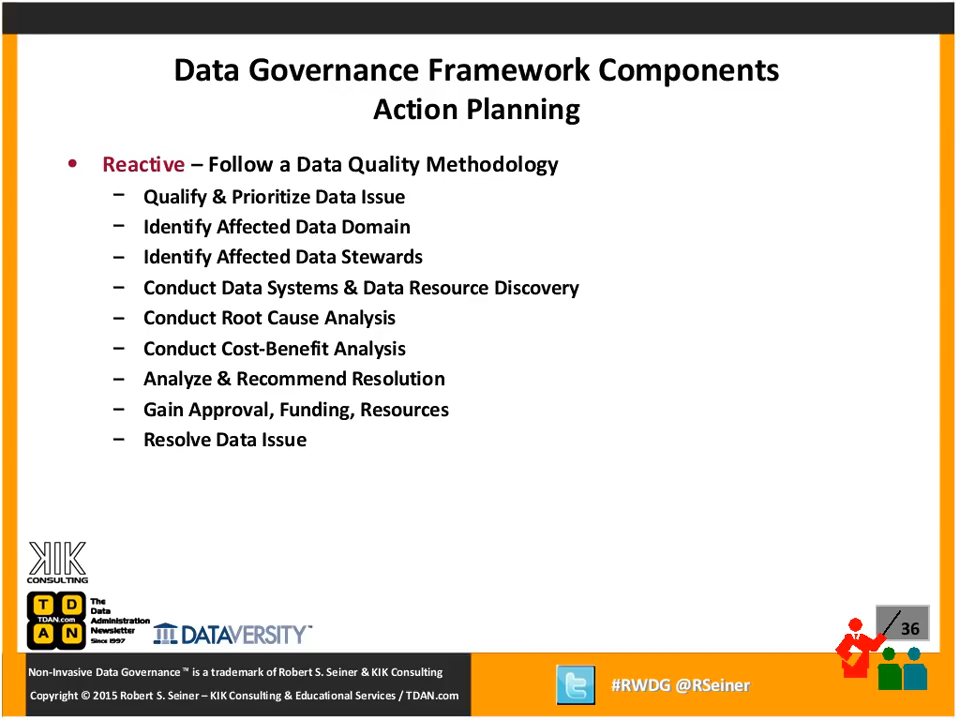 Data Governance Framework Components
Action Planning
• Reactive – Follow a Data Quality Methodology
– Qualify & Prioritize Data Issue
– Identify Affected Data Domain
– Identify Affected Data Stewards
– Conduct Data Systems & Data Resource Discovery
– Conduct Root Cause Analysis
– Conduct Cost-Benefit Analysis
– Analyze & Recommend Resolution
– Gain Approval, Funding, Resources
– Resolve Data Issue
KIK
CONSULTING
T D
TDAN.com
A N
The
Data
Administration
Newsletter
Since 1997
DATAVERSITY™
36
Non-Invasive Data Governance™ is a trademark of Robert S. Seiner & KIK Consulting
Copyright © 2015 Robert S. Seiner – KIK Consulting & Educational Services / TDAN.com
#RWDG @RSeiner